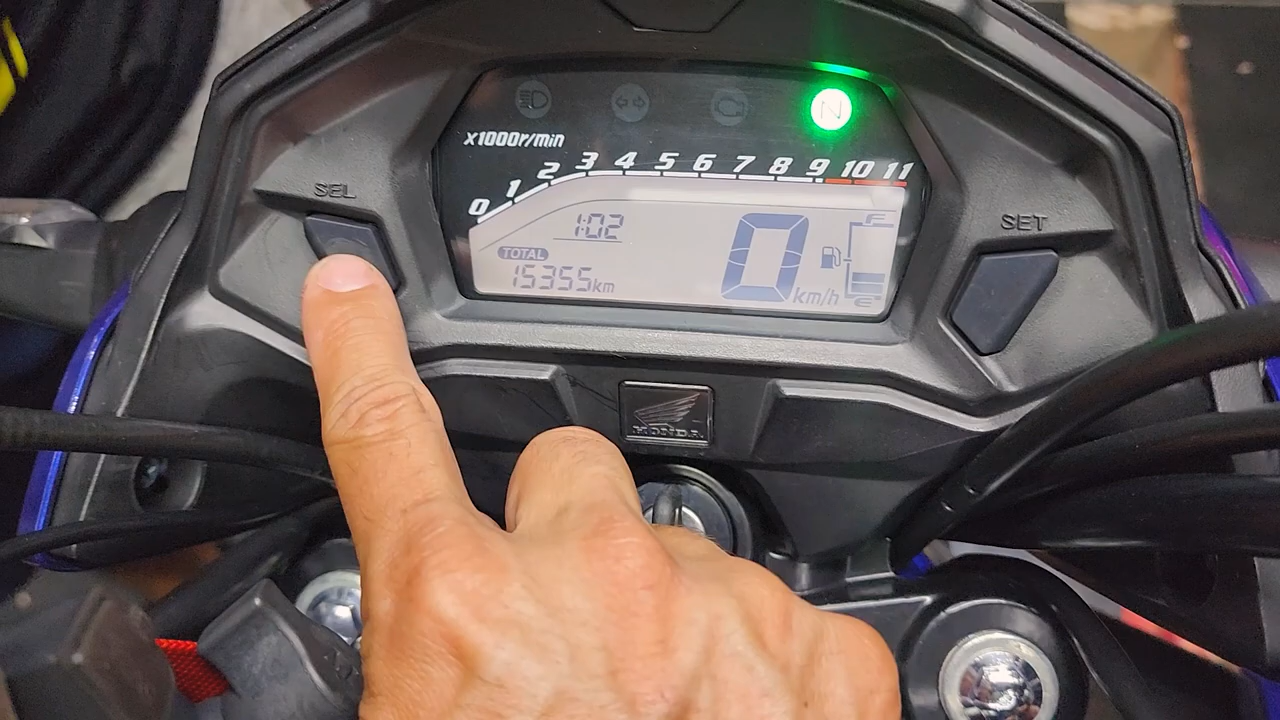 N
x1000r/min
0 1 2 3 4 5 6 7 8 9 10 11
SEL
SET
1:02
F
TOTAL
15355km
0
km/h
E
HONDA